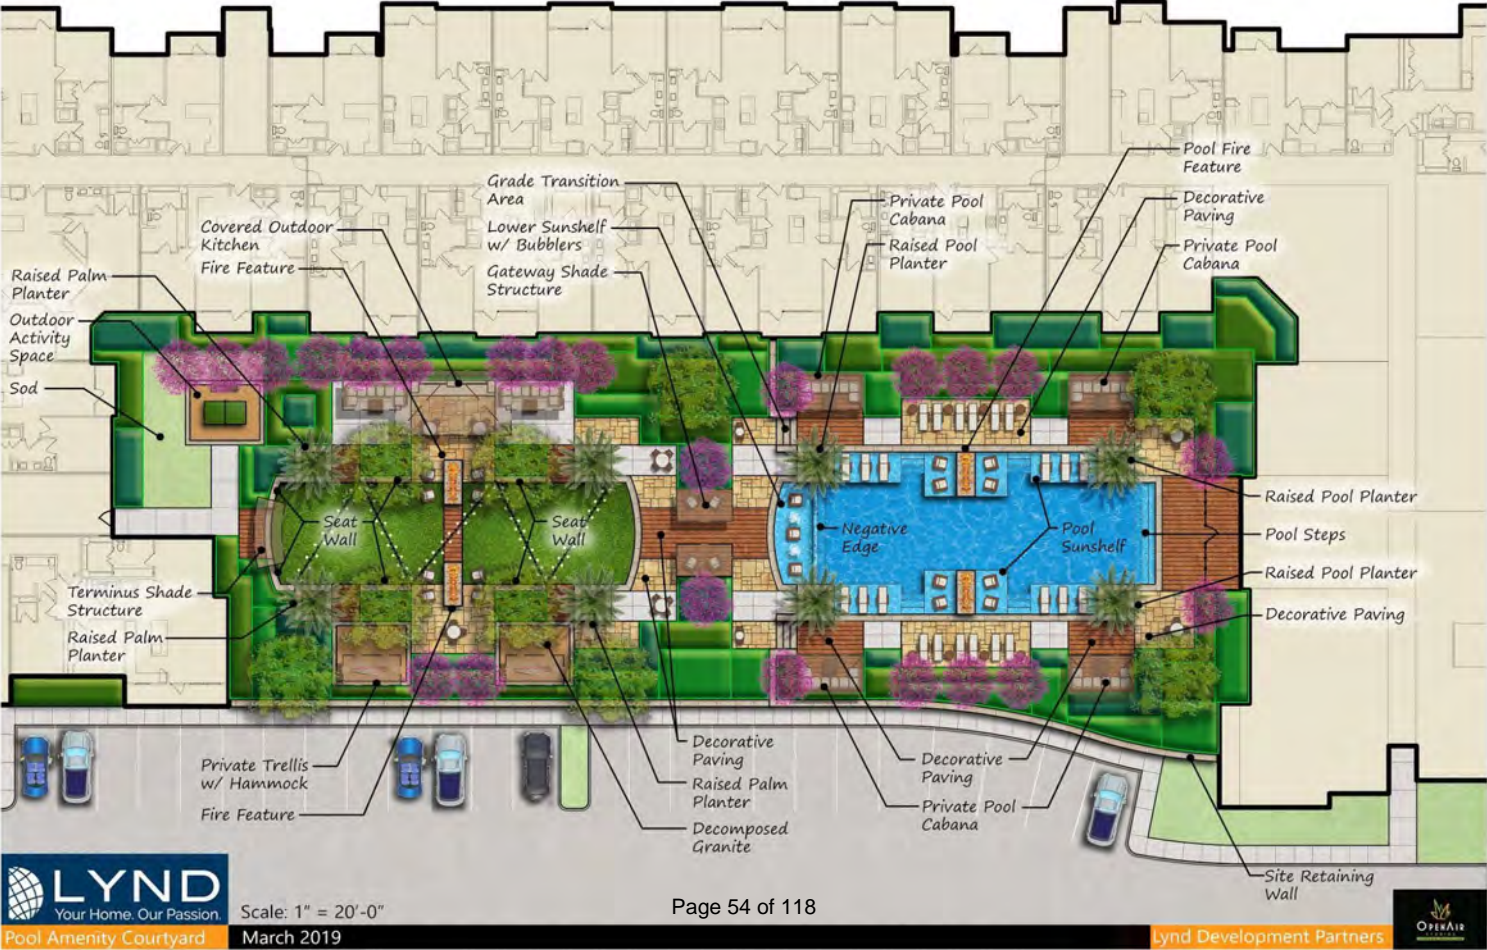 Pool Fire
Feature
Grade Transition
Area
Private Pool
Cabana
Decorative
Paving
Covered Outdoor
Kitchen
Lower Sunshelf
w/ Bubblers
Raised Pool
Planter
Private Pool
Cabana
Fire Feature
Gateway Shade
Structure
Raised Palm
Planter
Outdoor
Activity
Space
Sod
Raised Pool Planter
Seat
Wall
Seat
Wall
Negative
Edge
Pool
Sunshelf
Pool Steps
Raised Pool Planter
Terminus Shade
Structure
Decorative Paving
Raised Palm
Planter
Private Trellis
w/ Hammock
Decorative
Paving
Decorative
Paving
Raised Palm
Planter
Fire Feature
Private Pool
Cabana
Decomposed
Granite
Site Retaining
Wall
LYND
Your Home. Our Passion.
Scale: 1" = 20'-0"
Page 54 of 118
Pool Amenity Courtyard
March 2019
Lynd Development Partners
OPENAIR